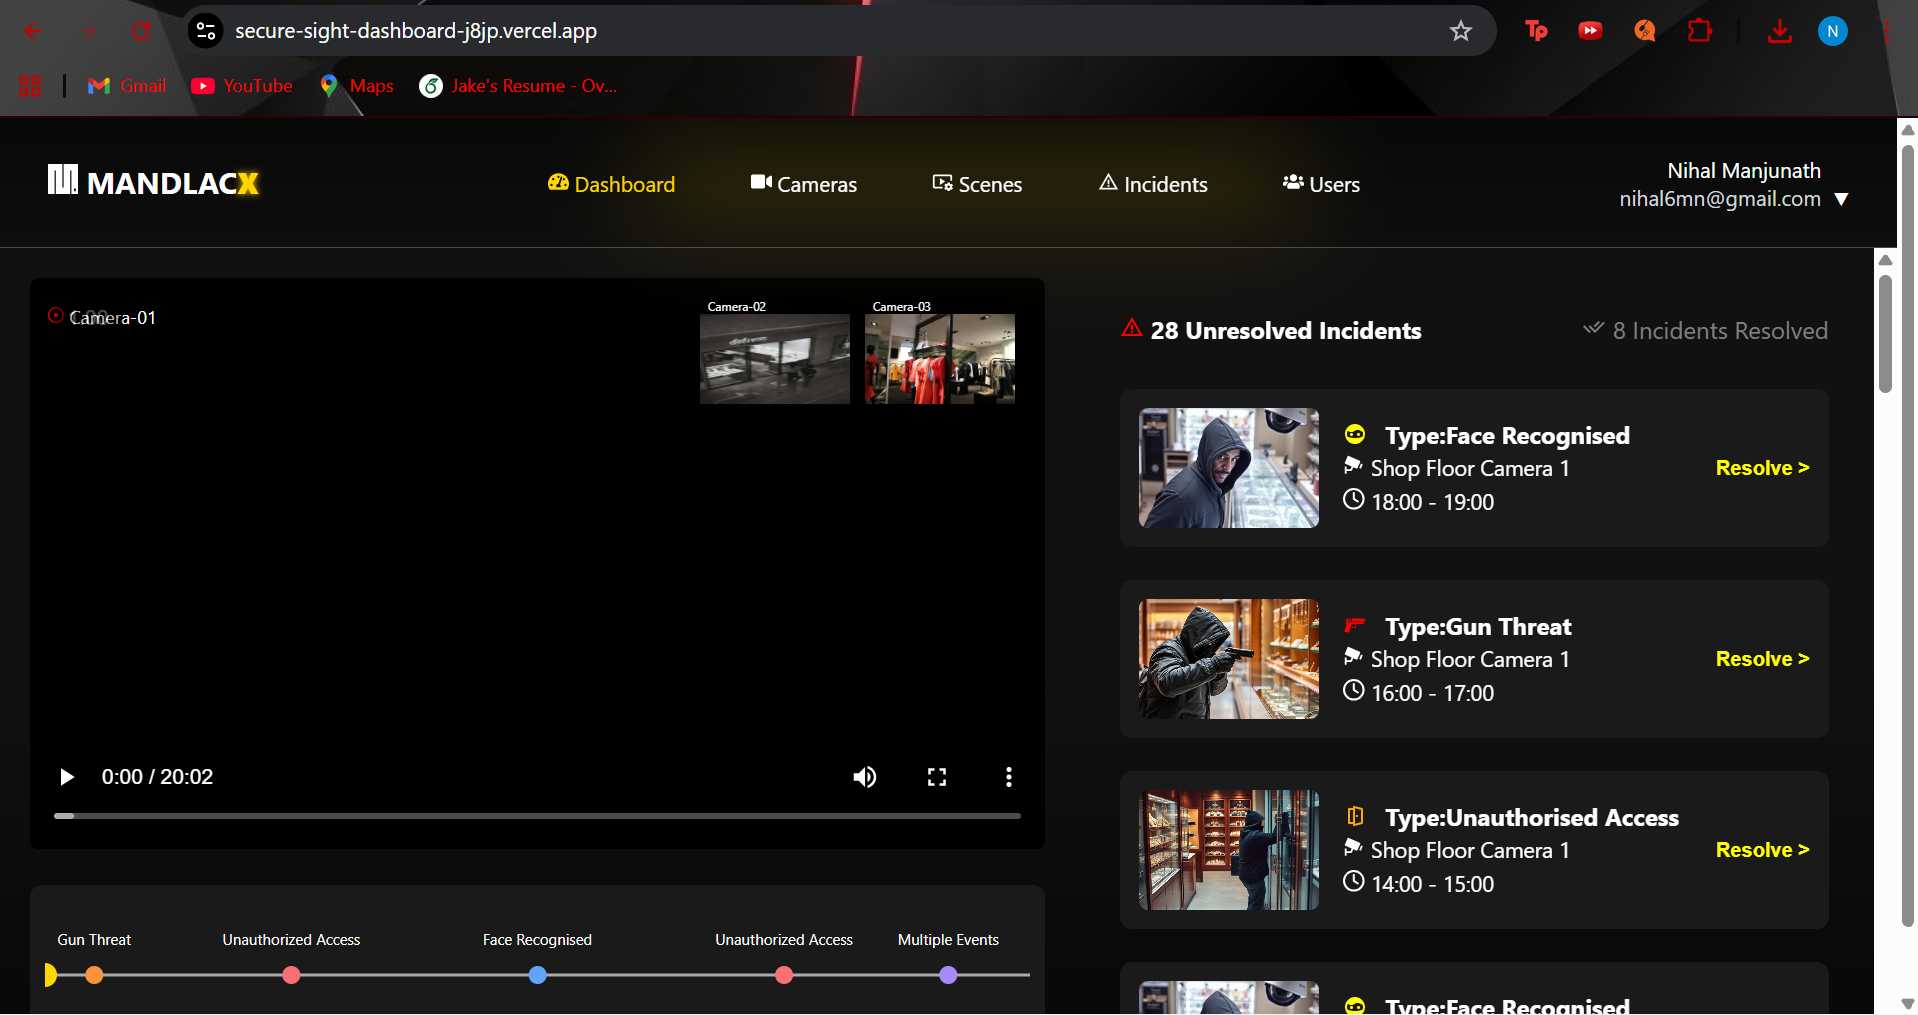 secure-sight-dashboard-j8jp.vercel.app
Tp
N
Gmail
YouTube
Maps
Jake's Resume - Ov...
MANDLACX
Dashboard
Cameras
Scenes
Incidents
Users
Nihal Manjunath
nihal6mn@gmail.com
Camera-01
Camera-02
Camera-03
0:00 / 20:02
Gun Threat
Unauthorized Access
Face Recognised
Unauthorized Access
Multiple Events
28 Unresolved Incidents
8 Incidents Resolved
Type:Face Recognised
Shop Floor Camera 1
18:00 - 19:00
Resolve >
Type:Gun Threat
Shop Floor Camera 1
16:00 - 17:00
Resolve >
Type:Unauthorised Access
Shop Floor Camera 1
14:00 - 15:00
Resolve >
Type:Face Recognised